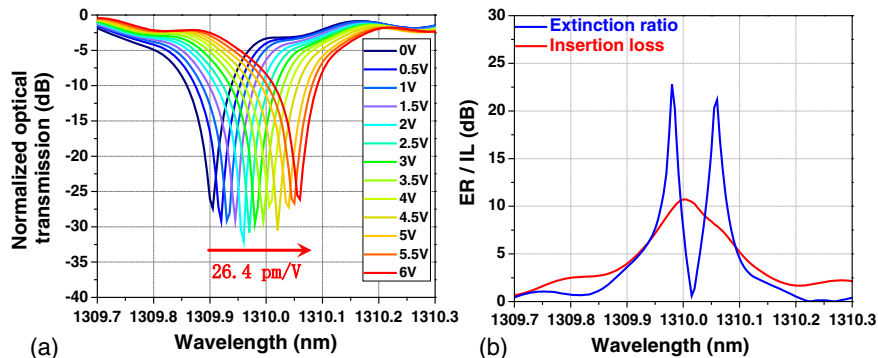 Normalized optical
transmission (dB)
0
-5
-10
-15
-20
-25
-30
-35
-40
0V
0.5V
1V
1.5V
2V
2.5V
3V
3.5V
4V
4.5V
5V
5.5V
6V
26.4 pm/V
1309.7 1309.8 1309.9 1310.0 1310.1 1310.2 1310.3
Wavelength (nm)
(a)
ER / IL (dB)
30
25
20
15
10
5
0
Extinction ratio
Insertion loss
1309.7 1309.8 1309.9 1310.0 1310.1 1310.2 1310.3
Wavelength (nm)
(b)